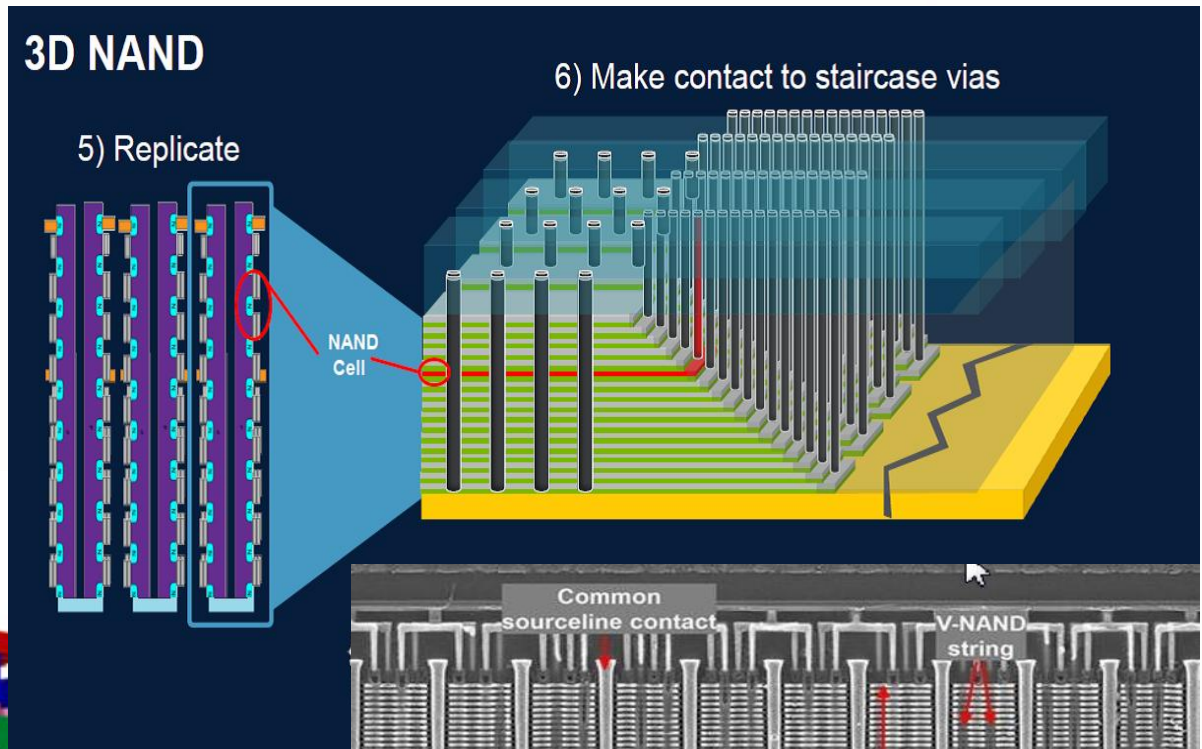 3D NAND
6) Make contact to staircase vias
5) Replicate
NAND
Cell
Common
sourceline contact
V-NAND
string